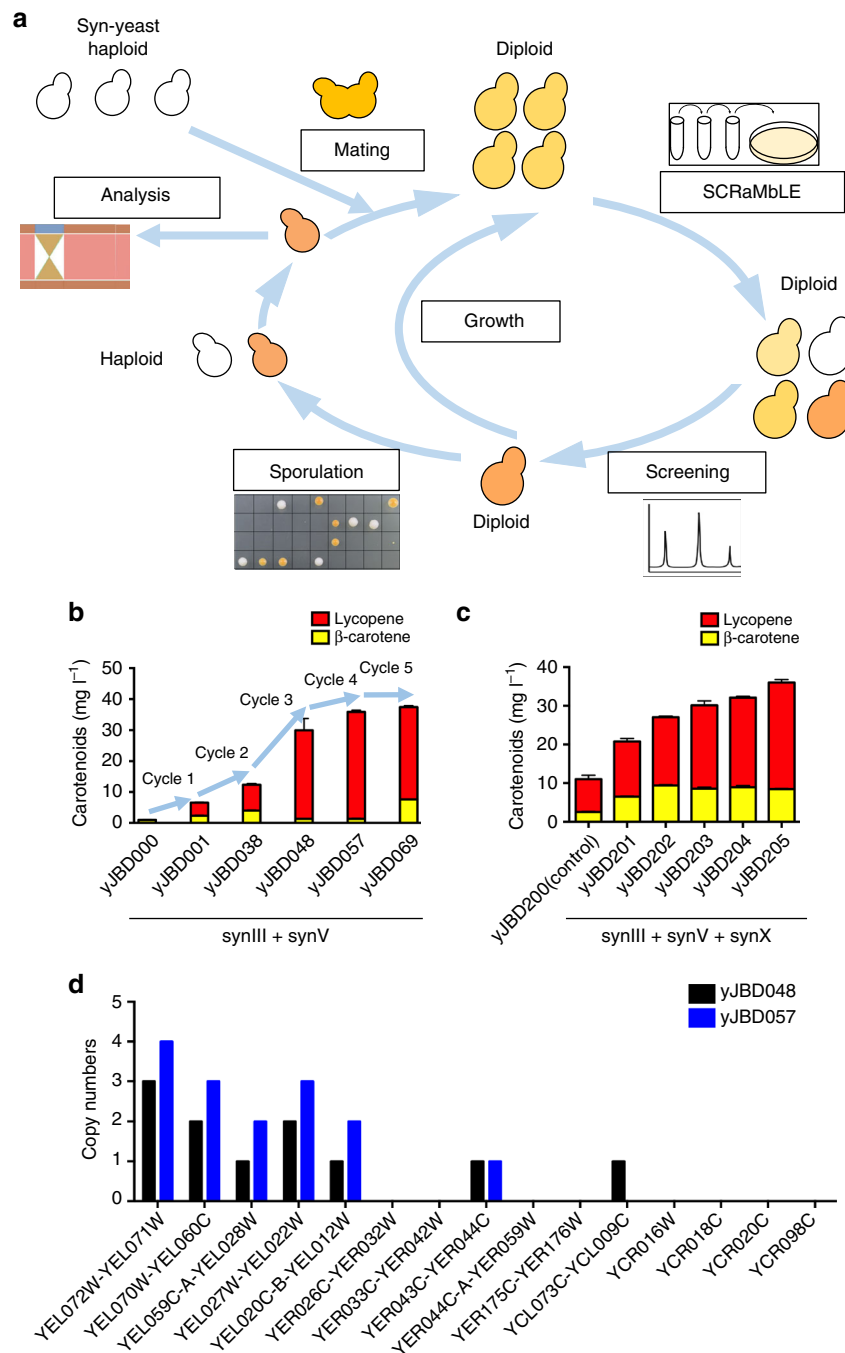 a
Syn-yeast
haploid
Diploid
Mating
Analysis
SCRaMbLE
Diploid
Growth
Haploid
Sporulation
Screening
Diploid
b
Lycopene
β-carotene
Carotenoids (mg l⁻¹)
50
40
30
20
10
0
Cycle 1
Cycle 2
Cycle 3
Cycle 4
Cycle 5
yJBD000
yJBD001
yJBD038
yJBD048
yJBD057
yJBD069
synIII + synV
c
Lycopene
β-carotene
Carotenoids (mg l⁻¹)
40
30
20
10
0
yJBD200(control)
yJBD201
yJBD202
yJBD203
yJBD204
yJBD205
synIII + synV + synX
d
yJBD048
yJBD057
Copy numbers
5
4
3
2
1
0
YEL072W-YEL071W
YEL070W-YEL060C
YEL059C-A-YEL028W
YEL027W-YEL022W
YEL020C-B-YEL012W
YER026C-YER032W
YER033C-YER042W
YER043C-YER044C
YER044C-A-YER059W
YER175C-YER176W
YCL073C-YCL009C
YCR016W
YCR018C
YCR020C
YCR098C